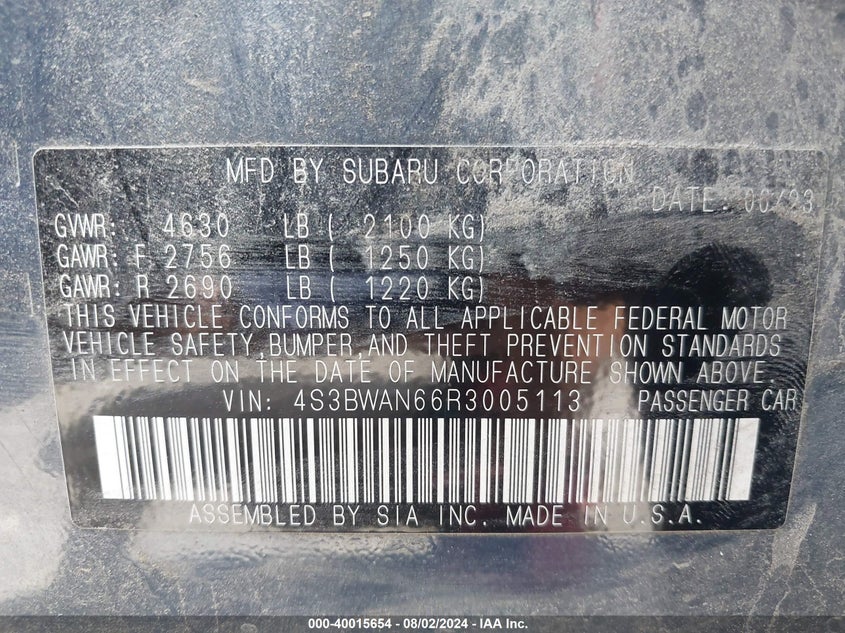 MFD BY SUBARU CORPORATION
DATE: 06/23
GVWR: 4630 LB ( 2100 KG)
GAWR: F 2756 LB ( 1250 KG)
GAWR: R 2690 LB ( 1220 KG)
THIS VEHICLE CONFORMS TO ALL APPLICABLE FEDERAL MOTOR
VEHICLE SAFETY, BUMPER, AND THEFT PREVENTION STANDARDS
IN EFFECT ON THE DATE OF MANUFACTURE SHOWN ABOVE.
VIN: 4S3BWAN66R3005113 PASSENGER CAR
ASSEMBLED BY SIA INC. MADE IN U.S.A.
000-40015654 - 08/02/2024 - IAA Inc.